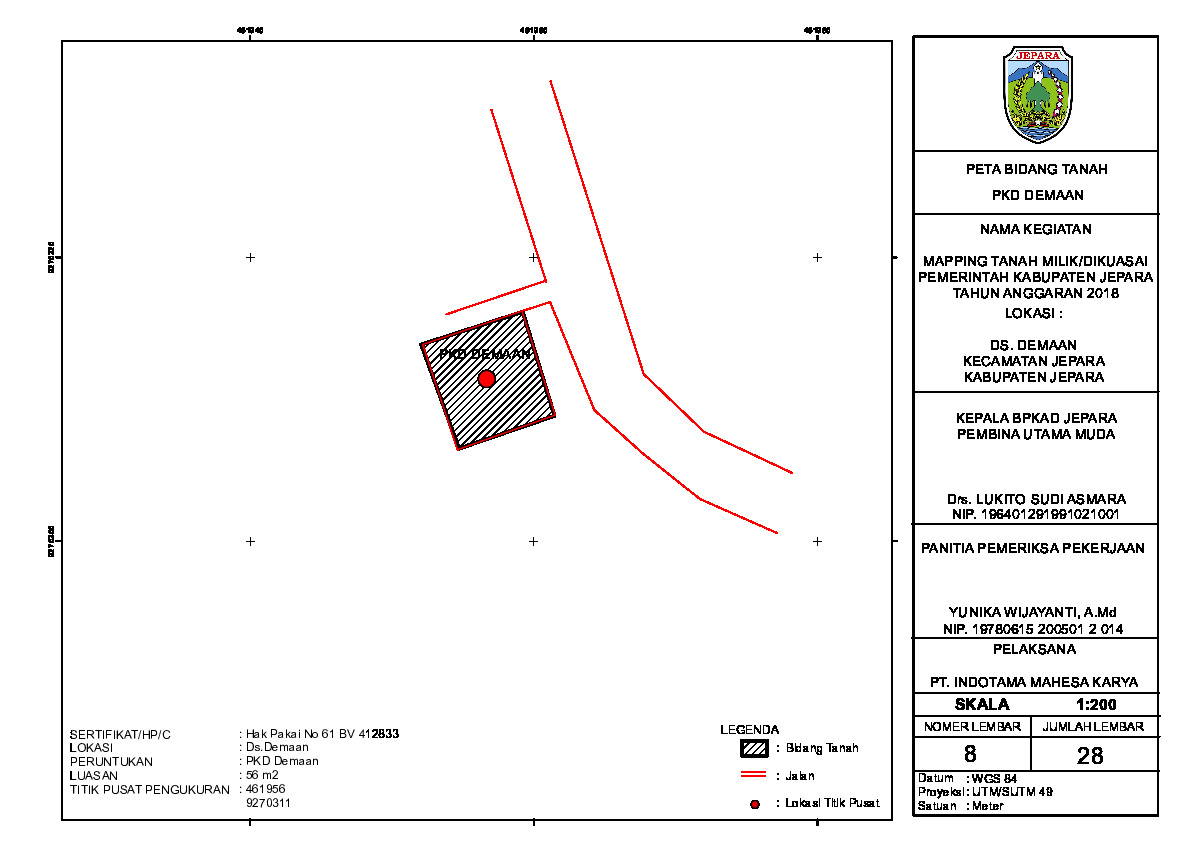 PKD DEMAAN
SERTIFIKAT/HP/C : Hak Pakai No 61 BV 412833
LOKASI : Ds.Demaan
PERUNTUKAN : PKD Demaan
LUASAN : 56 m2
TITIK PUSAT PENGUKURAN : 461956
9270311
LEGENDA
: Bidang Tanah
: Jalan
: Lokasi Titik Pusat
JEPARA
PETA BIDANG TANAH
PKD DEMAAN
NAMA KEGIATAN
MAPPING TANAH MILIK/DIKUASAI
PEMERINTAH KABUPATEN JEPARA
TAHUN ANGGARAN 2018
LOKASI :
DS. DEMAAN
KECAMATAN JEPARA
KABUPATEN JEPARA
KEPALA BPKAD JEPARA
PEMBINA UTAMA MUDA
Drs. LUKITO SUDI ASMARA
NIP. 196401291991021001
PANITIA PEMERIKSA PEKERJAAN
YUNIKA WIJAYANTI, A.Md
NIP. 19780615 200501 2 014
PELAKSANA
PT. INDOTAMA MAHESA KARYA
SKALA 1:200
NOMER LEMBAR JUMLAH LEMBAR
8 28
Datum : WGS 84
Proyeksi : UTM/SUTM 49
Satuan : Meter